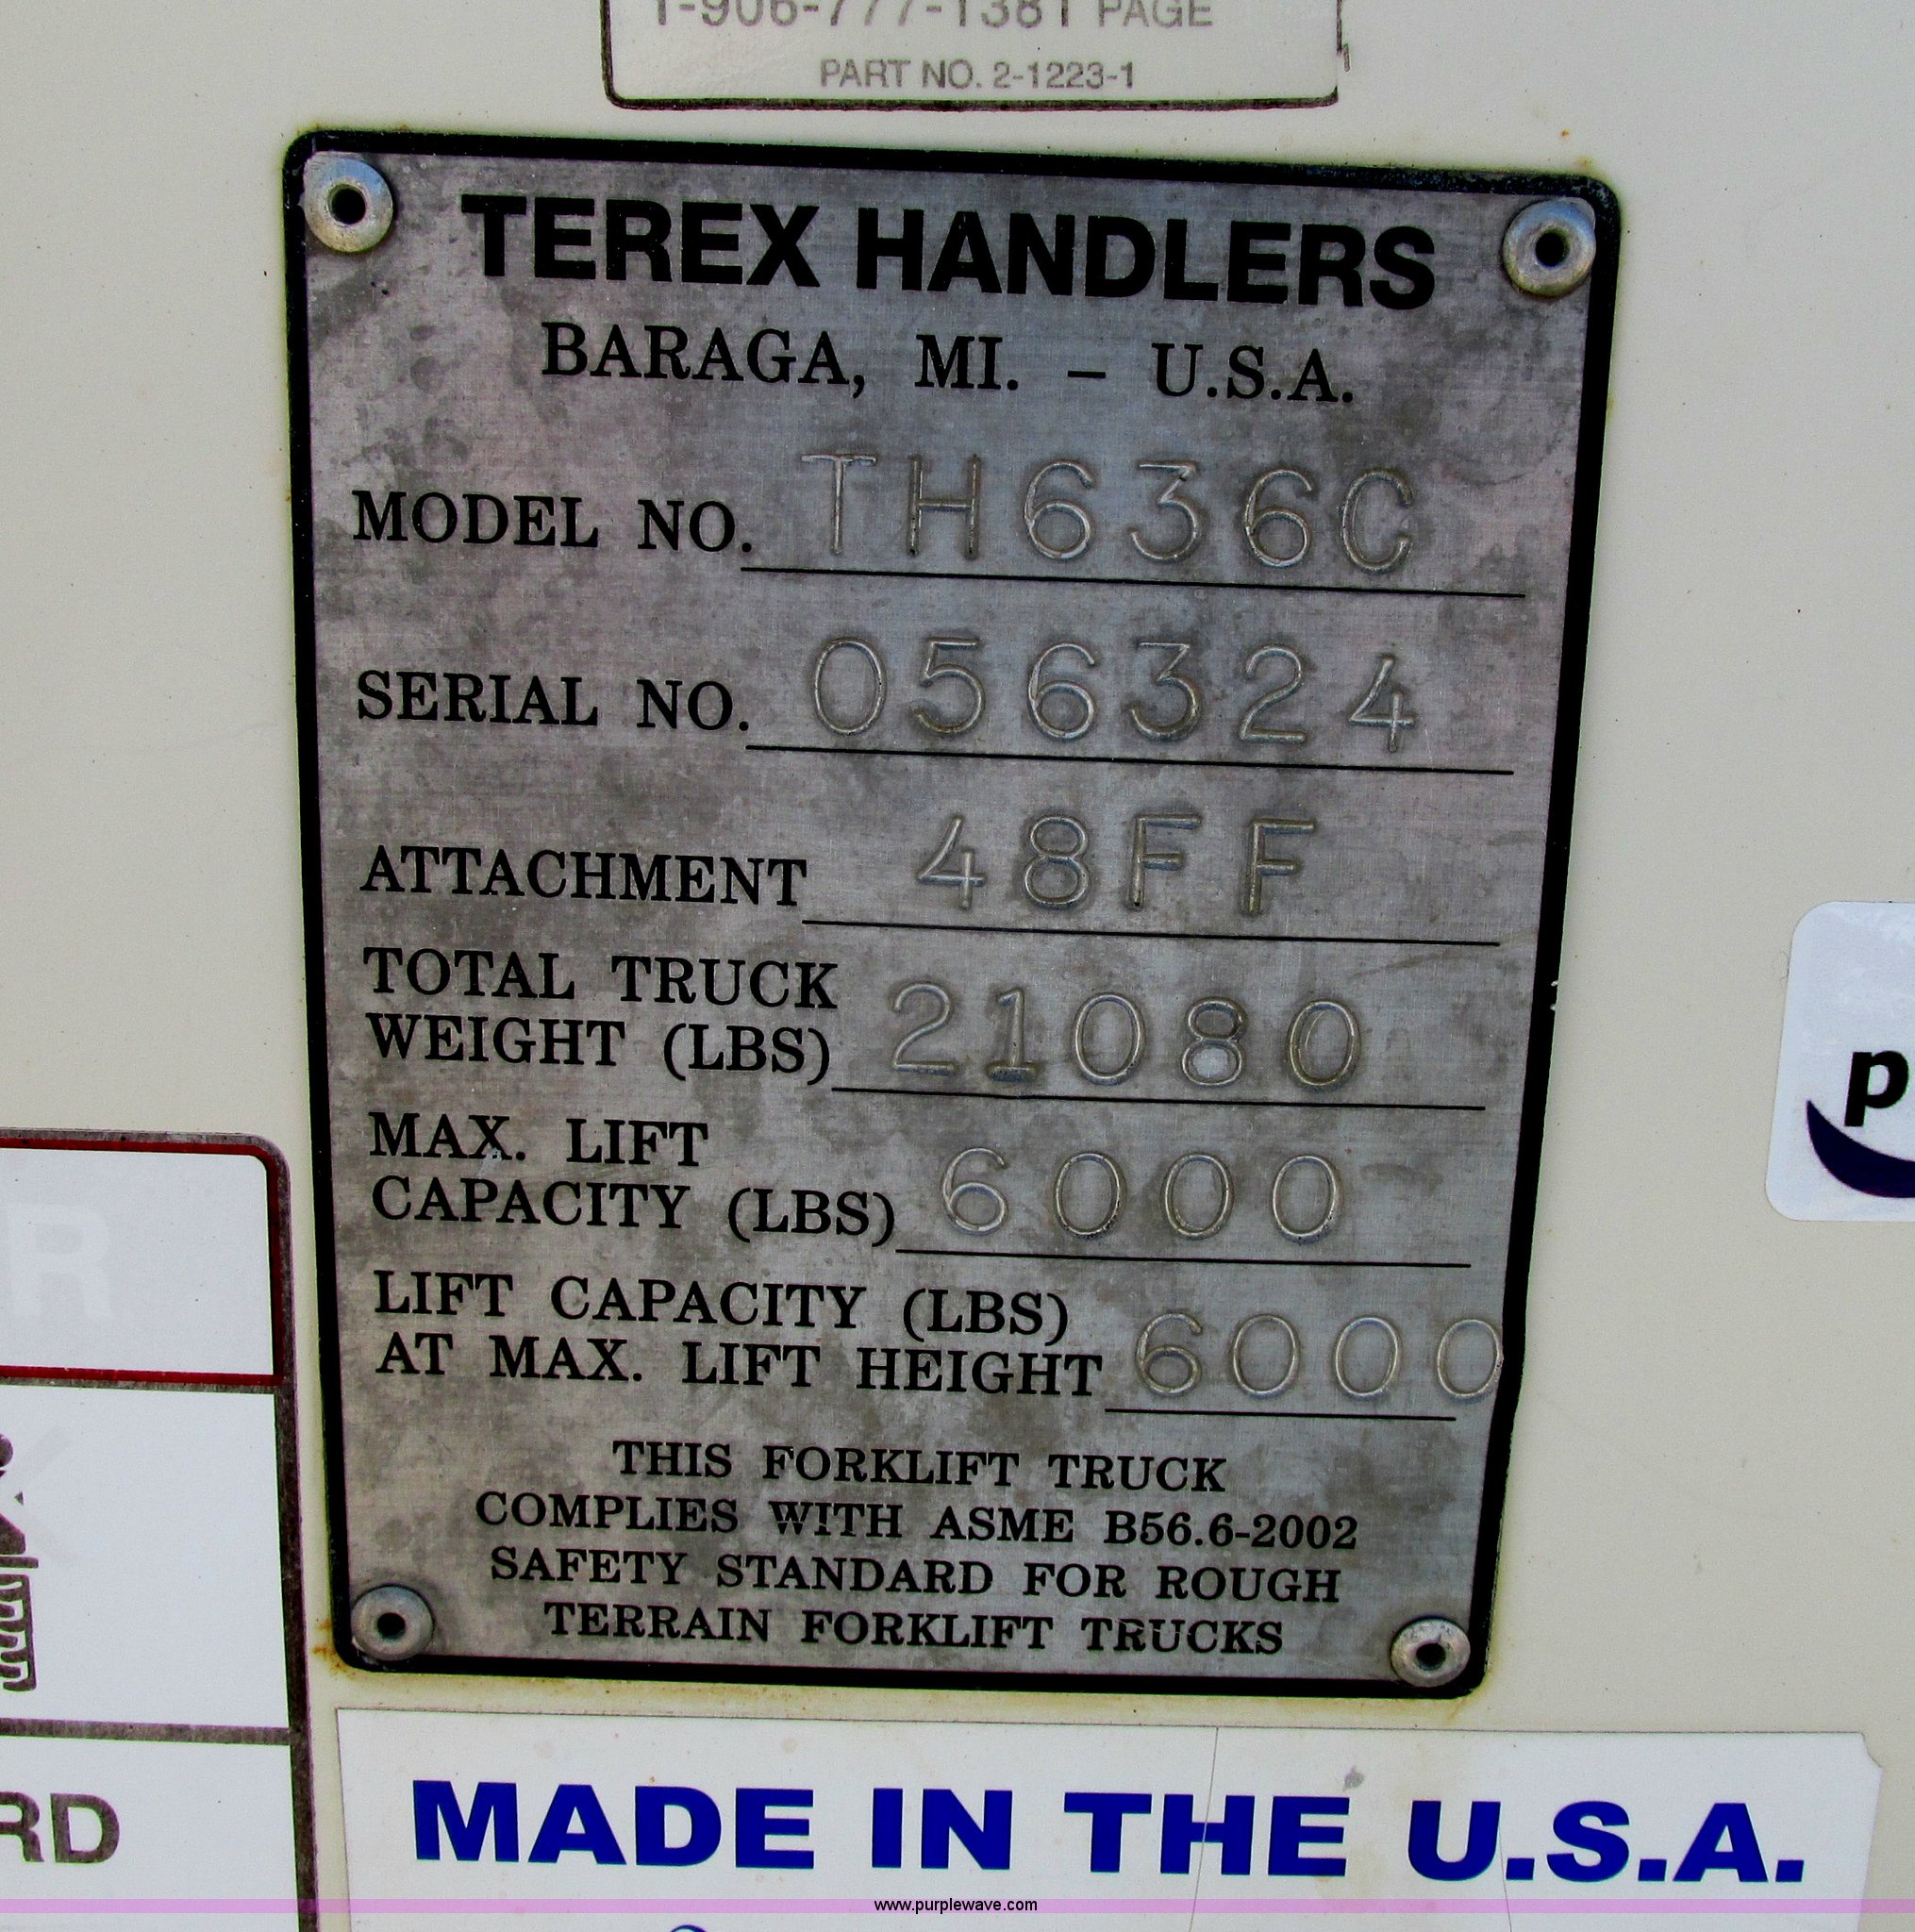 1-906-777-1381 PAGE
PART NO. 2-1223-1
TEREX HANDLERS
BARAGA, MI. – U.S.A.
MODEL NO. TH636C
SERIAL NO. 056324
ATTACHMENT 48FF
TOTAL TRUCK
WEIGHT (LBS) 21080
MAX. LIFT
CAPACITY (LBS) 6000
LIFT CAPACITY (LBS)
AT MAX. LIFT HEIGHT 6000
THIS FORKLIFT TRUCK
COMPLIES WITH ASME B56.6-2002
SAFETY STANDARD FOR ROUGH
TERRAIN FORKLIFT TRUCKS
p
R
RD
MADE IN THE U.S.A.
www.purplewave.com